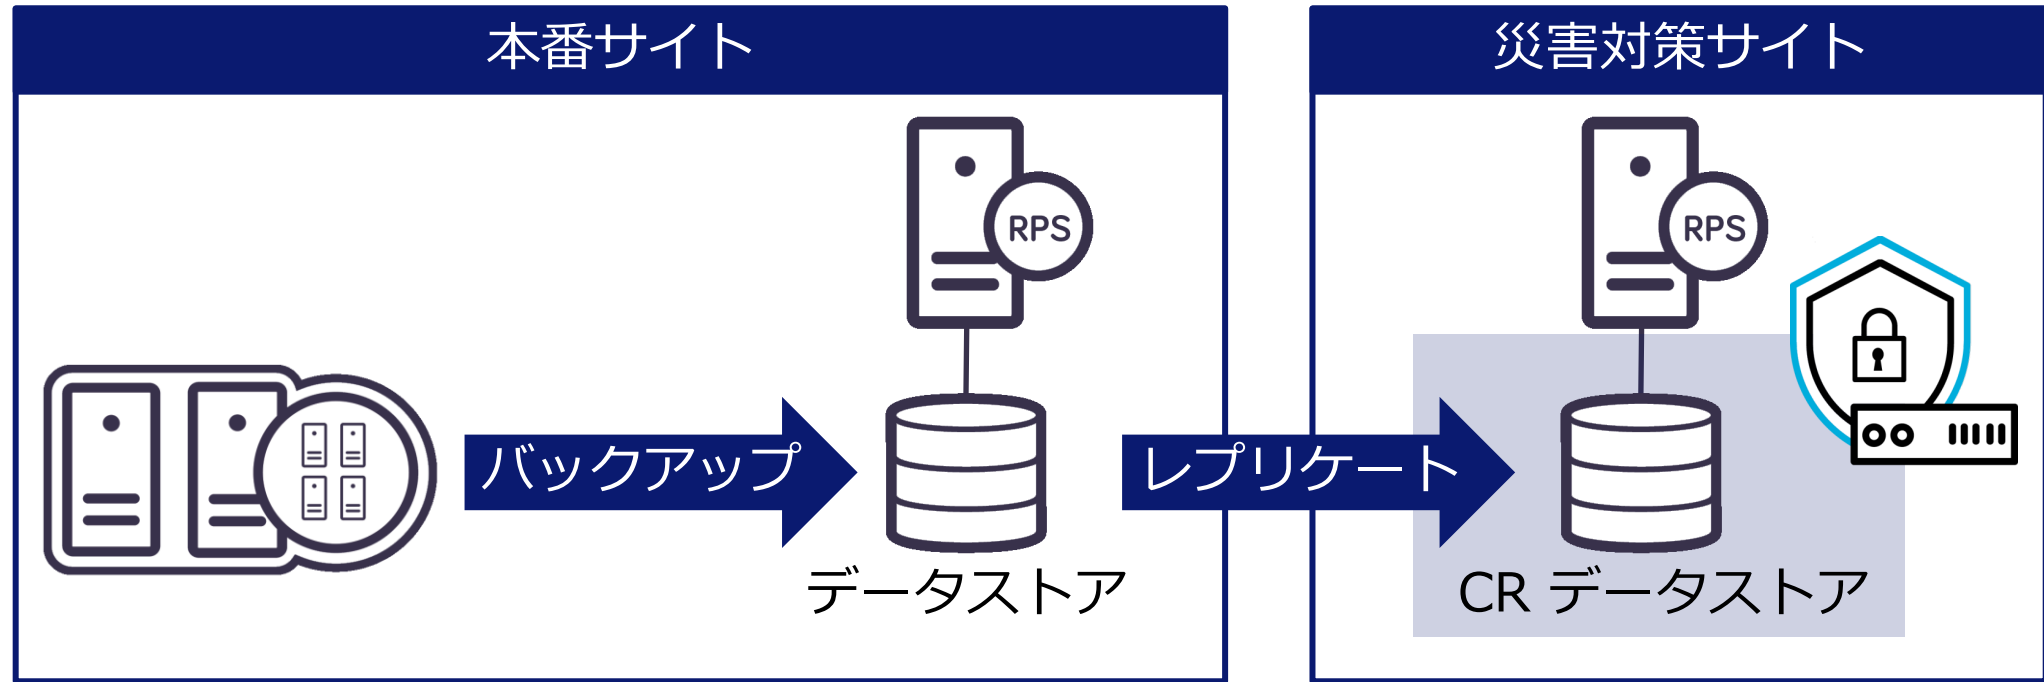 本番サイト
災害対策サイト
RPS
RPS
バックアップ
レプリケート
データストア
CR データストア